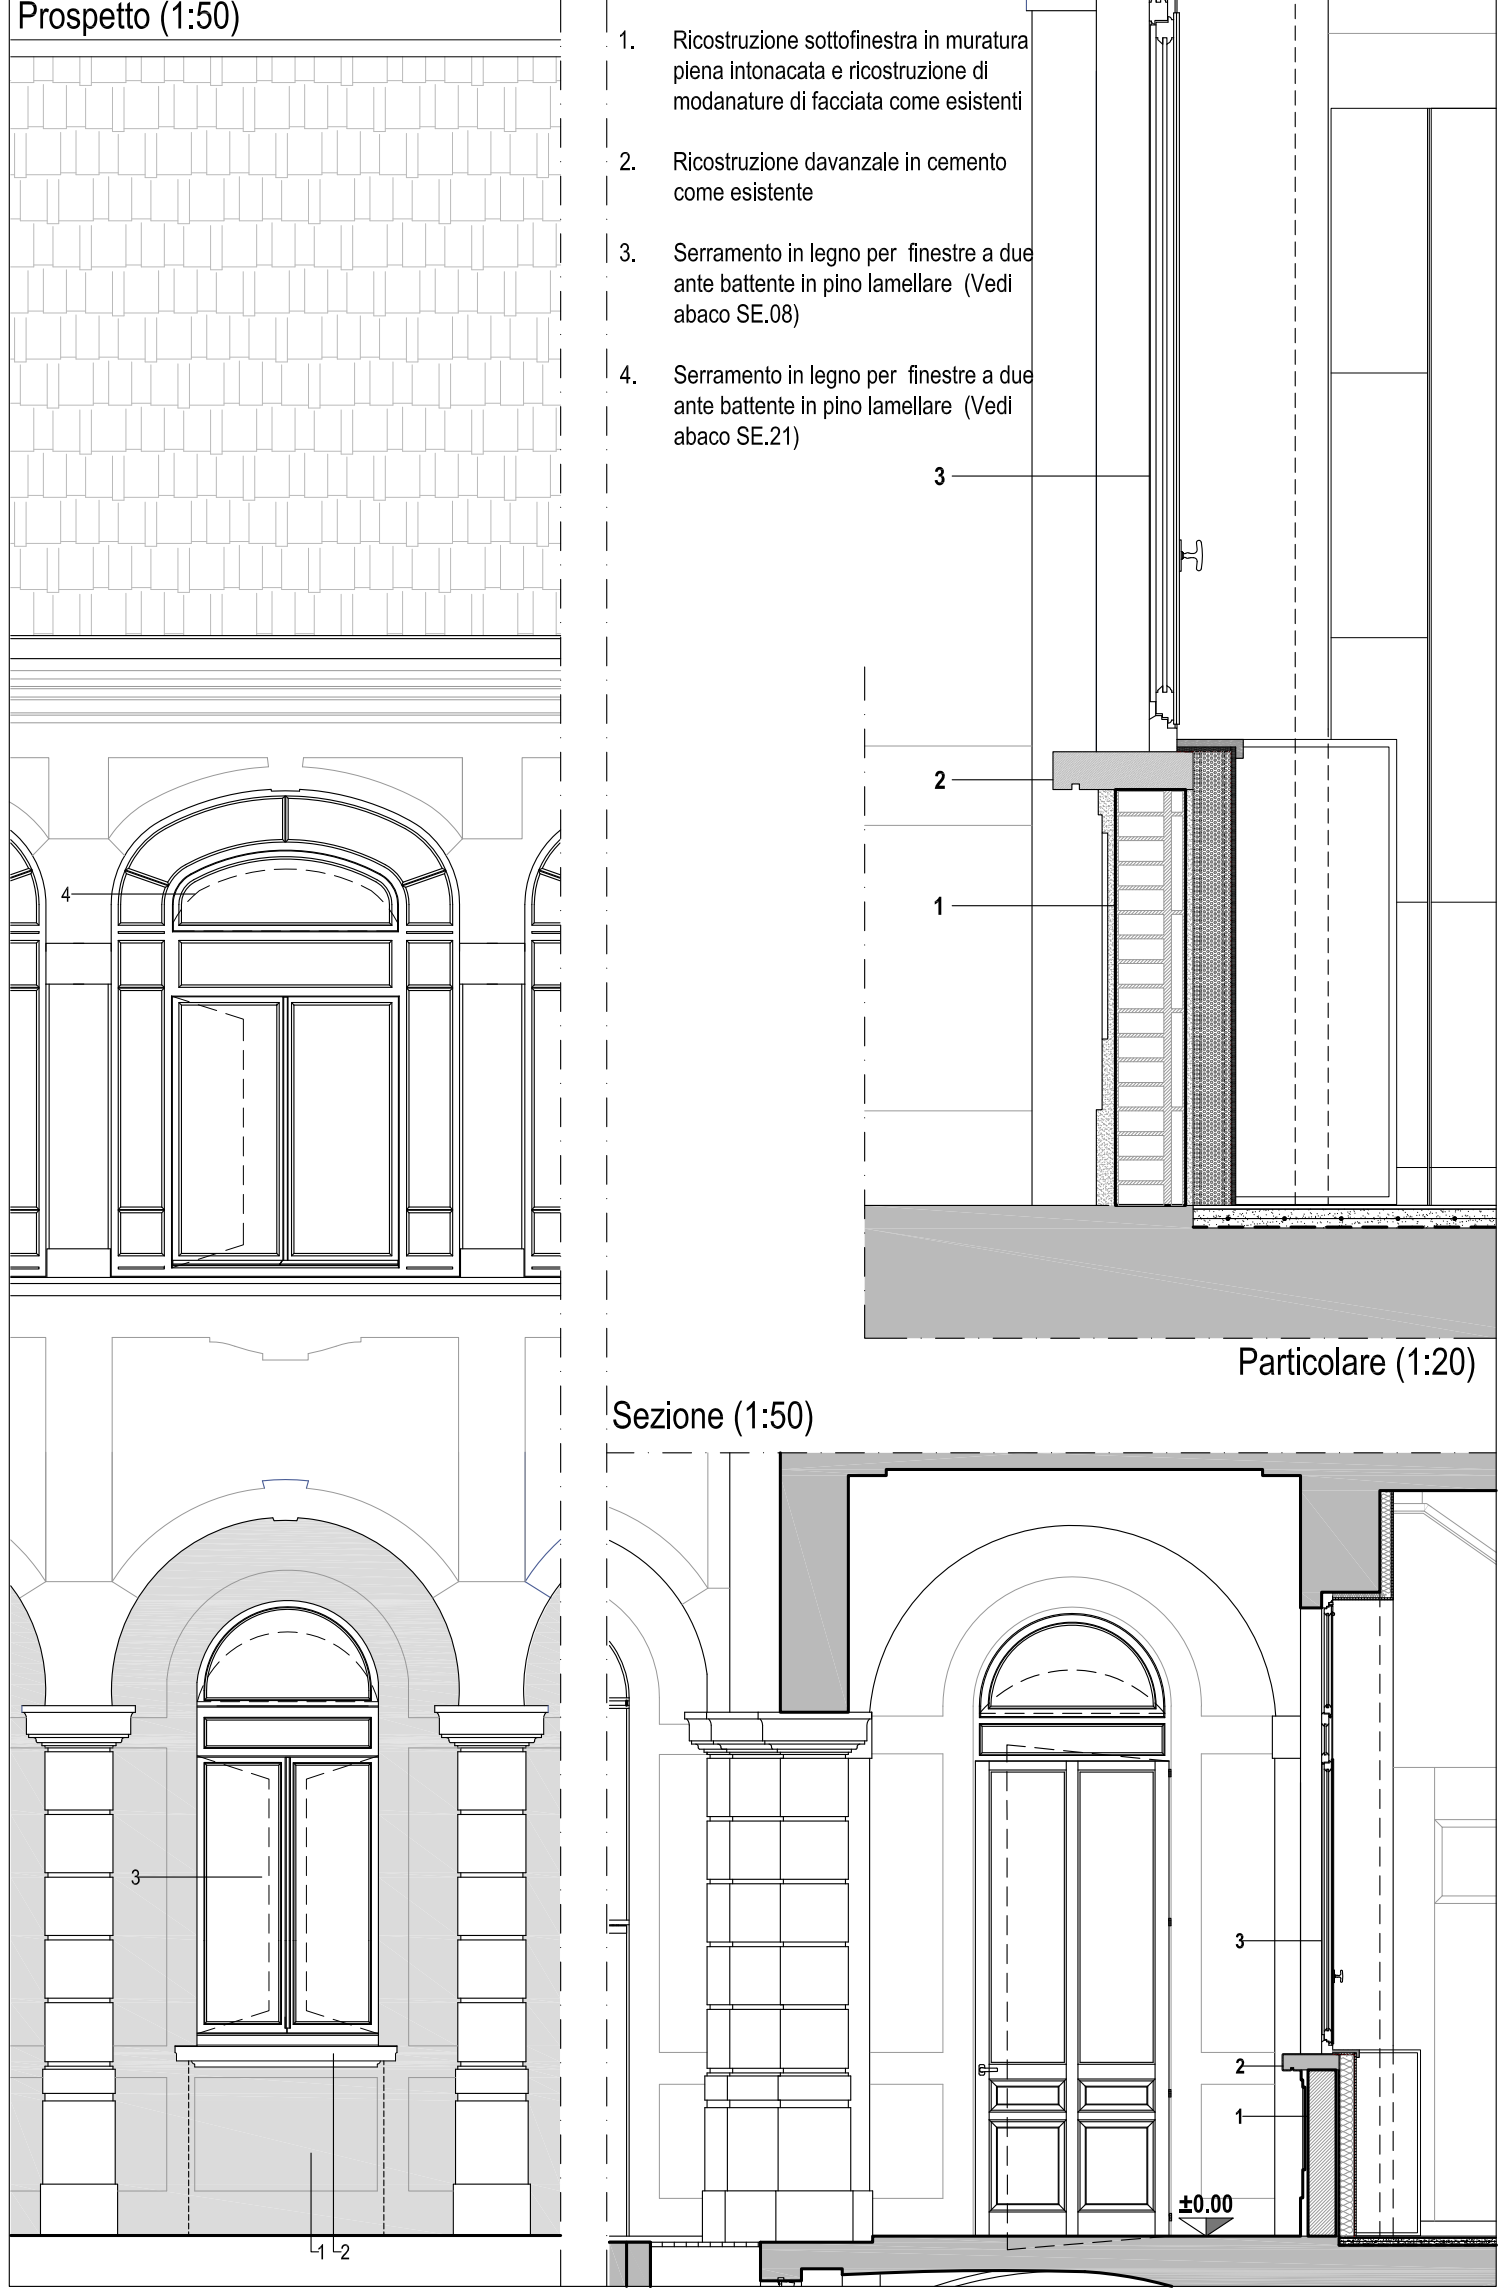 Prospetto (1:50)
1. Ricostruzione sottofinestra in muratura
piena intonacata e ricostruzione di
modanature di facciata come esistenti
2. Ricostruzione davanzale in cemento
come esistente
3. Serramento in legno per finestre a due
ante battente in pino lamellare (Vedi
abaco SE.08)
4. Serramento in legno per finestre a due
ante battente in pino lamellare (Vedi
abaco SE.21)
3
2
1
4
Particolare (1:20)
Sezione (1:50)
3
3
2
1
±0.00
1 2